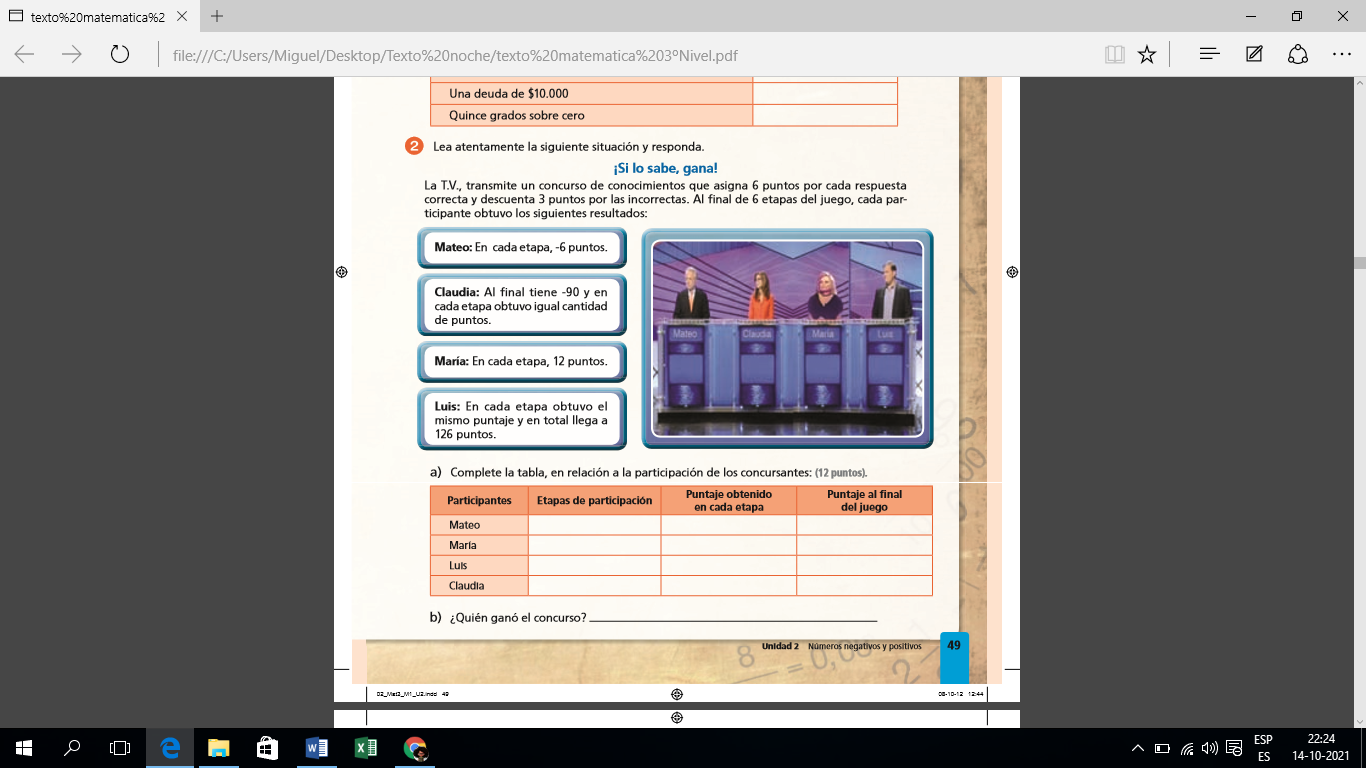 texto%20matematica%2
file:///C:/Users/Miguel/Desktop/Texto%20noche/texto%20matematica%203°Nivel.pdf
Una deuda de $10.000
Quince grados sobre cero
2 Lea atentamente la siguiente situación y responda.
¡Si lo sabe, gana!
La T.V., transmite un concurso de conocimientos que asigna 6 puntos por cada respuesta
correcta y descuenta 3 puntos por las incorrectas. Al final de 6 etapas del juego, cada par-
ticipante obtuvo los siguientes resultados:
Mateo: En cada etapa, -6 puntos.
Claudia: Al final tiene -90 y en
cada etapa obtuvo igual cantidad
de puntos.
María: En cada etapa, 12 puntos.
Luis: En cada etapa obtuvo el
mismo puntaje y en total llega a
126 puntos.
Mateo Claudia María Luis
a) Complete la tabla, en relación a la participación de los concursantes: (12 puntos).
Participantes Etapas de participación Puntaje obtenido en cada etapa Puntaje al final del juego
Mateo
María
Luis
Claudia
b) ¿Quién ganó el concurso?
Unidad 2 Números negativos y positivos 49
02_Mat3_M1_U2.indd 49 08-10-12 12:44
ESP
ES
22:24
14-10-2021